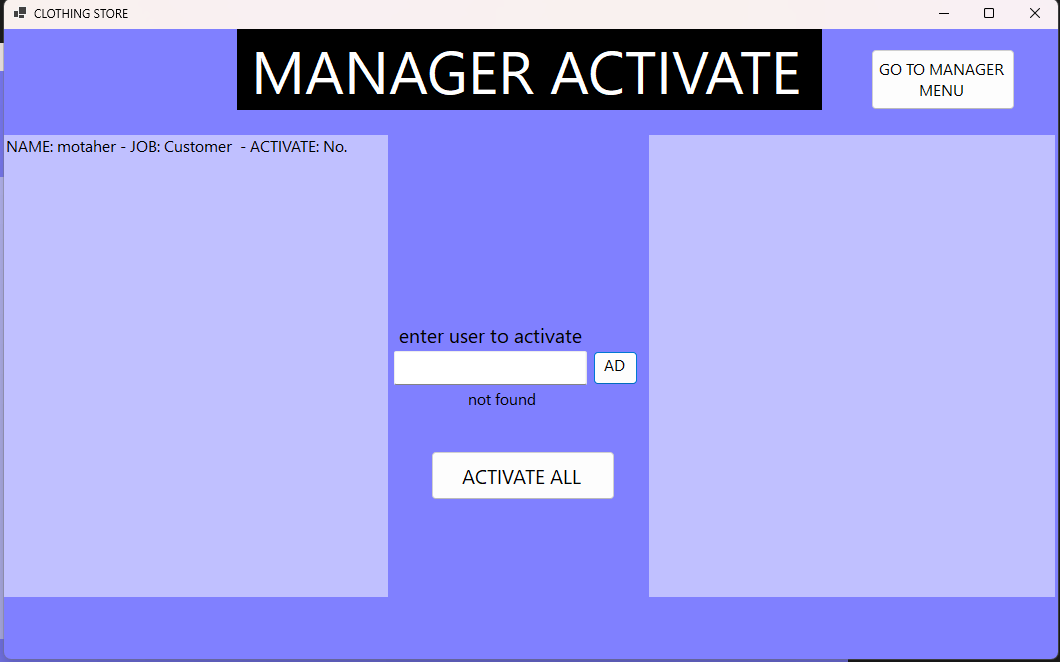 CLOTHING STORE
MANAGER ACTIVATE
GO TO MANAGER
MENU
NAME: motaher - JOB: Customer  - ACTIVATE: No.
enter user to activate
AD
not found
ACTIVATE ALL